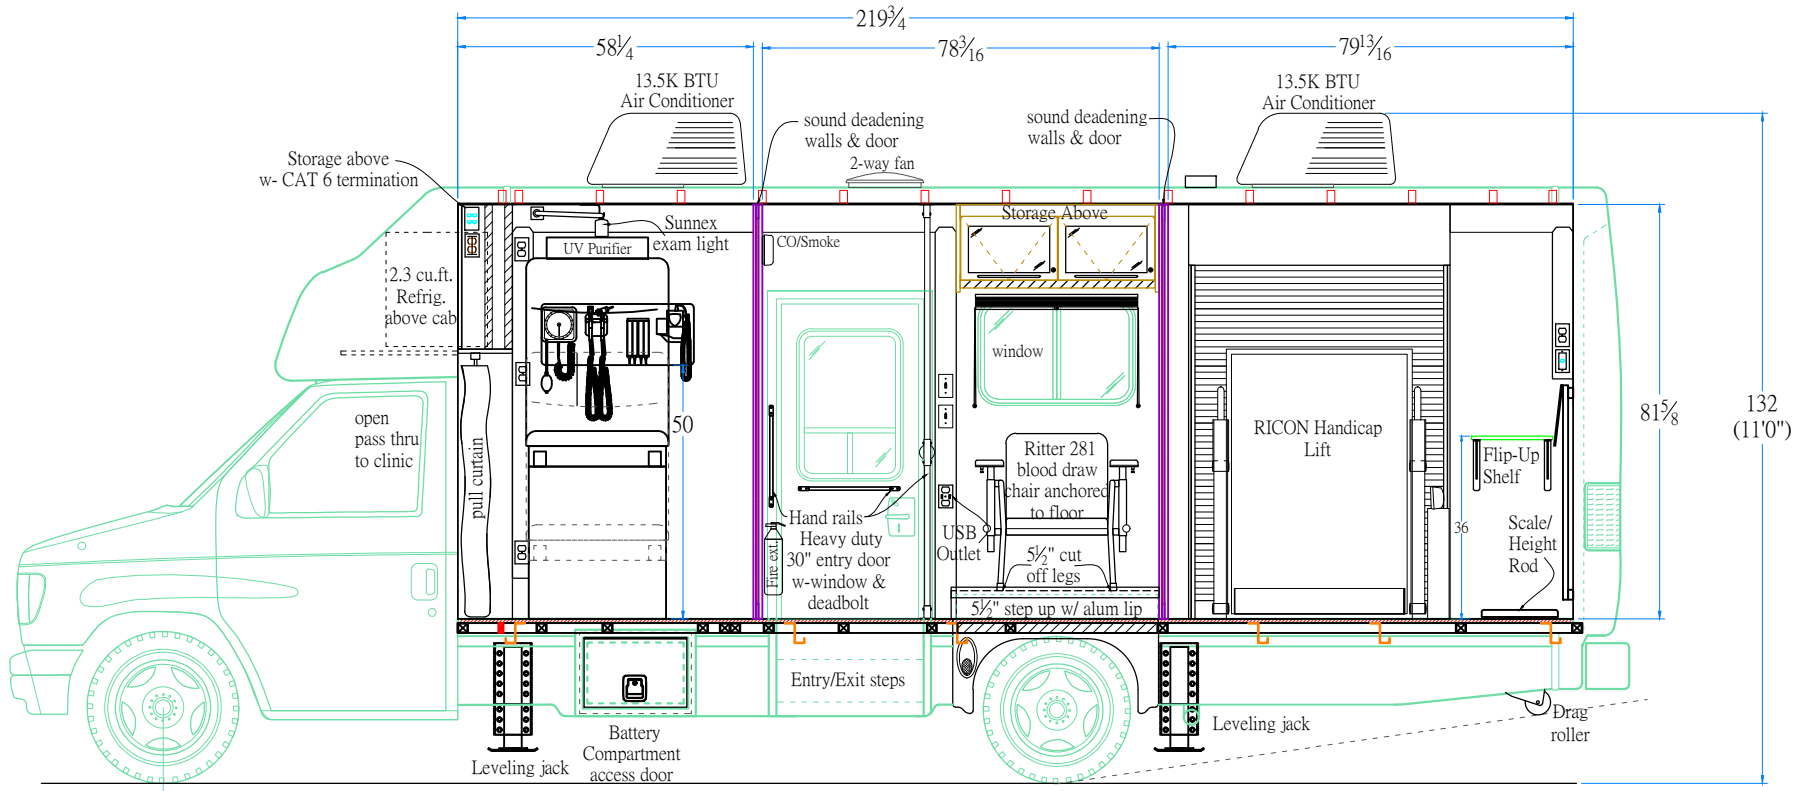 219¾
58¼
78 3⁄16
79 13⁄16
13.5K BTU
Air Conditioner
13.5K BTU
Air Conditioner
sound deadening
walls & door
sound deadening
walls & door
2-way fan
Storage above
w- CAT 6 termination
Sunnex
exam light
UV Purifier
CO/Smoke
Storage Above
2.3 cu.ft.
Refrig.
above cab
window
open
pass thru
to clinic
pull curtain
50
RICON Handicap
Lift
81⅝
132
(11'0")
Ritter 281
blood draw
chair anchored
to floor
Flip-Up
Shelf
36
Hand rails
Heavy duty
30" entry door
w-window &
deadbolt
Fire ext.
USB
Outlet
5½" cut
off legs
5½" step up w/ alum lip
Scale/
Height
Rod
Entry/Exit steps
Leveling jack
Battery
Compartment
access door
Leveling jack
Drag
roller